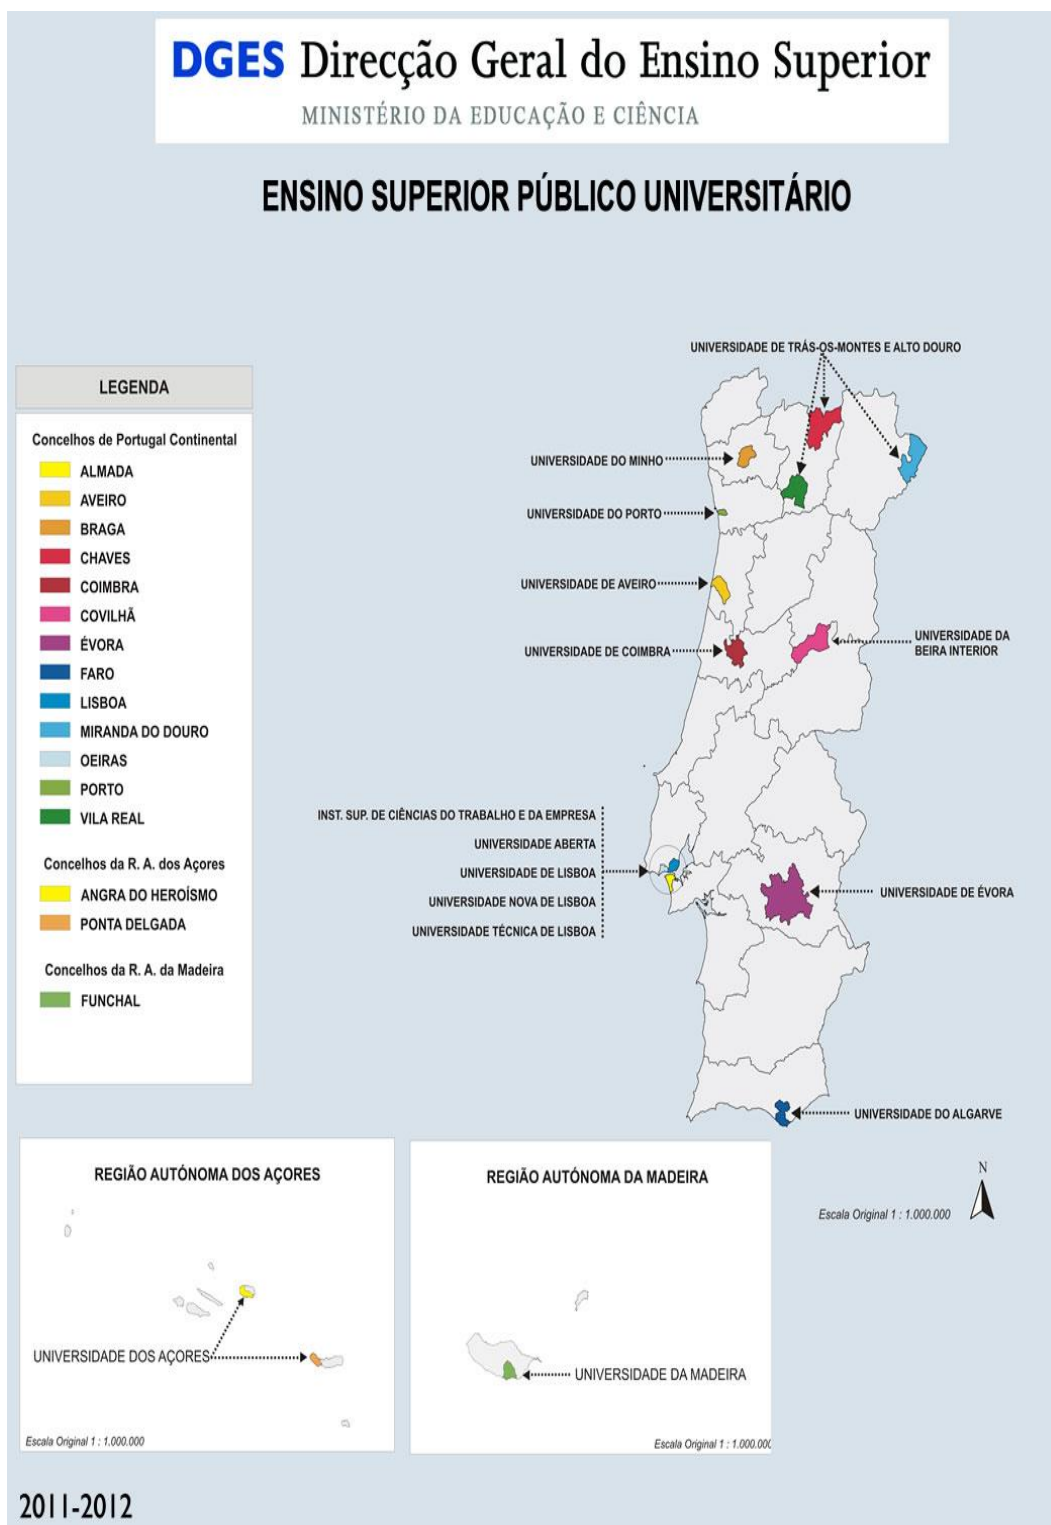 DGES Direcção Geral do Ensino Superior
MINISTÉRIO DA EDUCAÇÃO E CIÊNCIA
ENSINO SUPERIOR PÚBLICO UNIVERSITÁRIO
LEGENDA
Concelhos de Portugal Continental
ALMADA
AVEIRO
BRAGA
CHAVES
COIMBRA
COVILHÃ
ÉVORA
FARO
LISBOA
MIRANDA DO DOURO
OEIRAS
PORTO
VILA REAL
Concelhos da R. A. dos Açores
ANGRA DO HEROÍSMO
PONTA DELGADA
Concelhos da R. A. da Madeira
FUNCHAL
UNIVERSIDADE DE TRÁS-OS-MONTES E ALTO DOURO
UNIVERSIDADE DO MINHO
UNIVERSIDADE DO PORTO
UNIVERSIDADE DE AVEIRO
UNIVERSIDADE DE COIMBRA
UNIVERSIDADE DA
BEIRA INTERIOR
INST. SUP. DE CIÊNCIAS DO TRABALHO E DA EMPRESA
UNIVERSIDADE ABERTA
UNIVERSIDADE DE LISBOA
UNIVERSIDADE NOVA DE LISBOA
UNIVERSIDADE TÉCNICA DE LISBOA
UNIVERSIDADE DE ÉVORA
UNIVERSIDADE DO ALGARVE
N
Escala Original 1 : 1.000.000
REGIÃO AUTÓNOMA DOS AÇORES
UNIVERSIDADE DOS AÇORES
Escala Original 1 : 1.000.000
REGIÃO AUTÓNOMA DA MADEIRA
UNIVERSIDADE DA MADEIRA
Escala Original 1 : 1.000.000
2011-2012